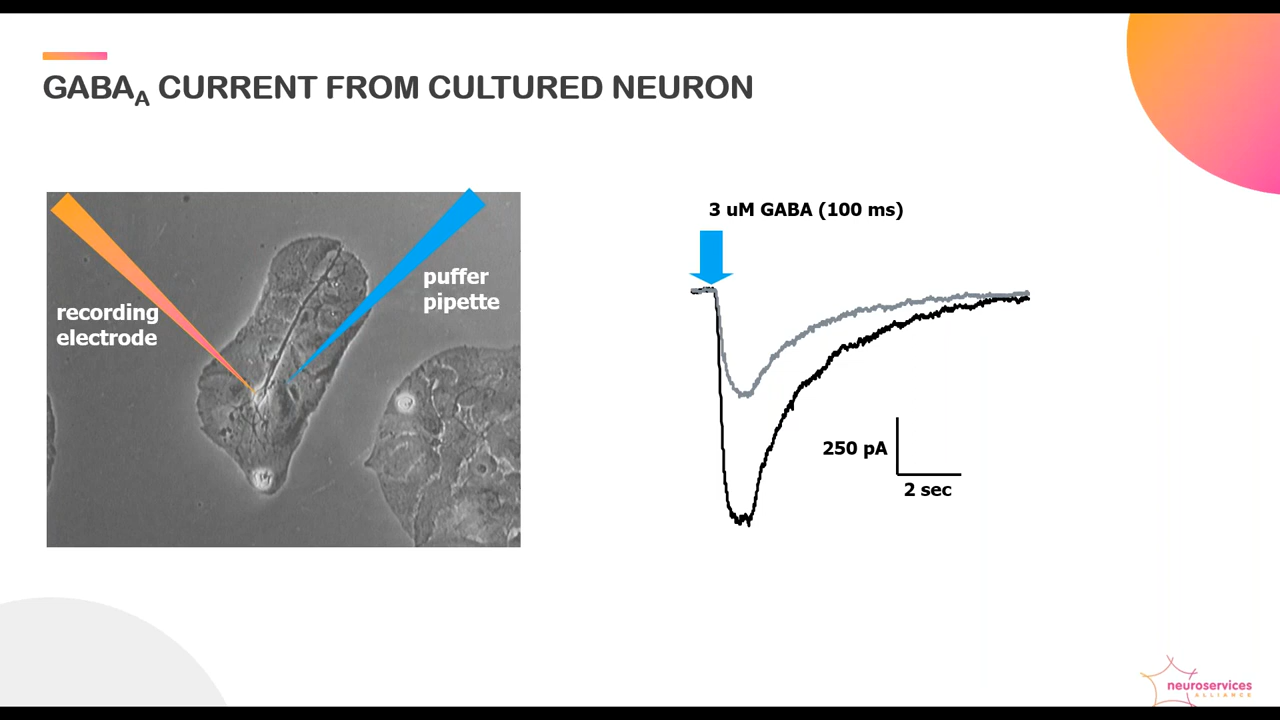 GABAA CURRENT FROM CULTURED NEURON
recording
electrode
puffer
pipette
3 uM GABA (100 ms)
250 pA
2 sec
neuroservices
ALLIANCE